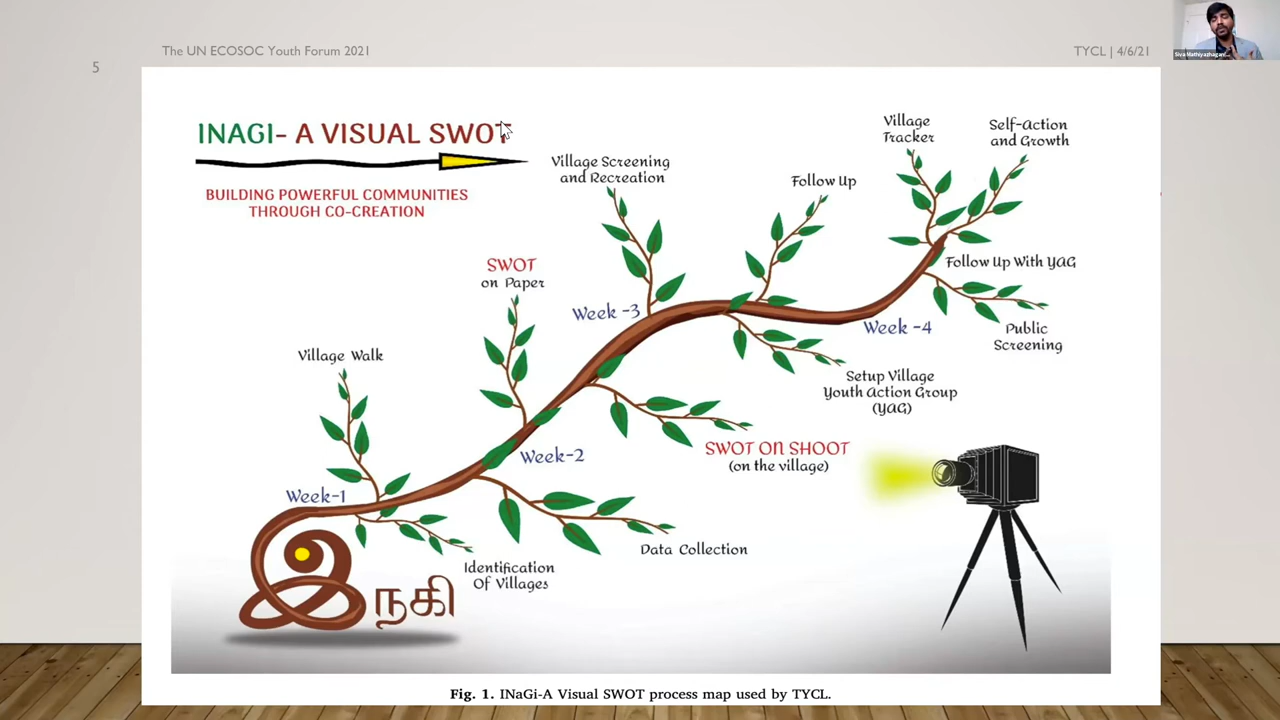 The UN ECOSOC Youth Forum 2021
TYCL | 4/6/21
5
INAGI- A VISUAL SWOT
BUILDING POWERFUL COMMUNITIES
THROUGH CO-CREATION
Village Screening
and Recreation
Follow Up
Village
Tracker
Self-Action
and Growth
SWOT
on Paper
Follow Up With YAG
Week -3
Week -4
Public
Screening
Village Walk
Setup Village
Youth Action Group
(YAG)
SWOT ON SHOOT
(on the village)
Week-2
Week-1
Data Collection
Identification
Of Villages
இநகி
Fig. 1. INaGi-A Visual SWOT process map used by TYCL.